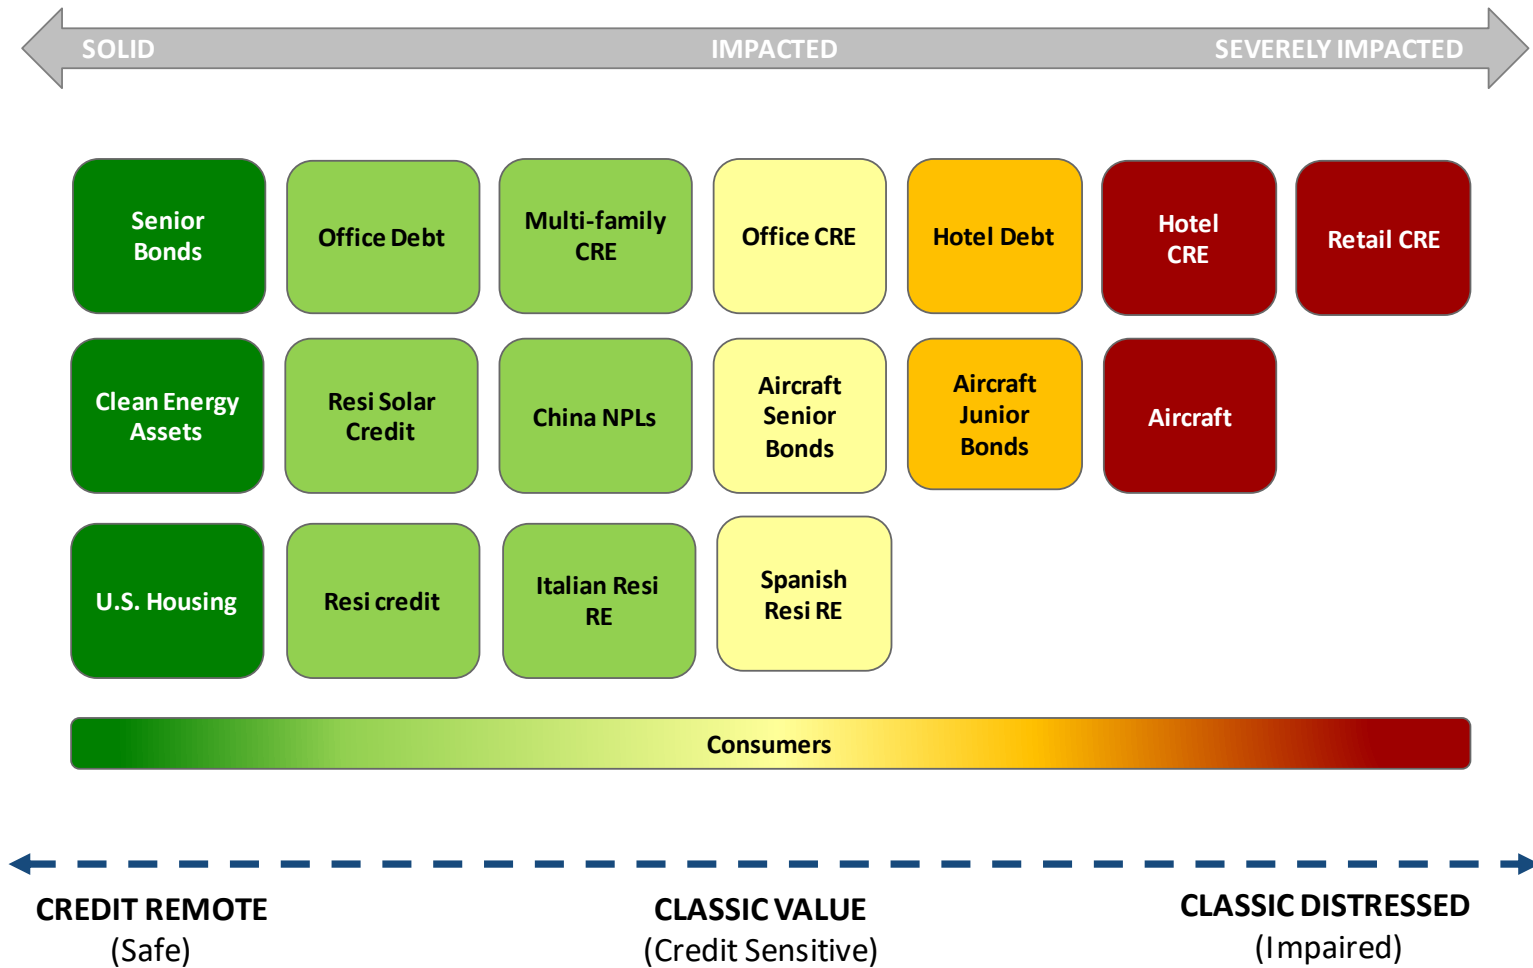 SOLID
IMPACTED
SEVERELY IMPACTED
Senior
Bonds
Office Debt
Multi-family
CRE
Office CRE
Hotel Debt
Hotel
CRE
Retail CRE
Clean Energy
Assets
Resi Solar
Credit
China NPLs
Aircraft
Senior
Bonds
Aircraft
Junior
Bonds
Aircraft
U.S. Housing
Resi credit
Italian Resi
RE
Spanish
Resi RE
Consumers
CREDIT REMOTE
(Safe)
CLASSIC VALUE
(Credit Sensitive)
CLASSIC DISTRESSED
(Impaired)